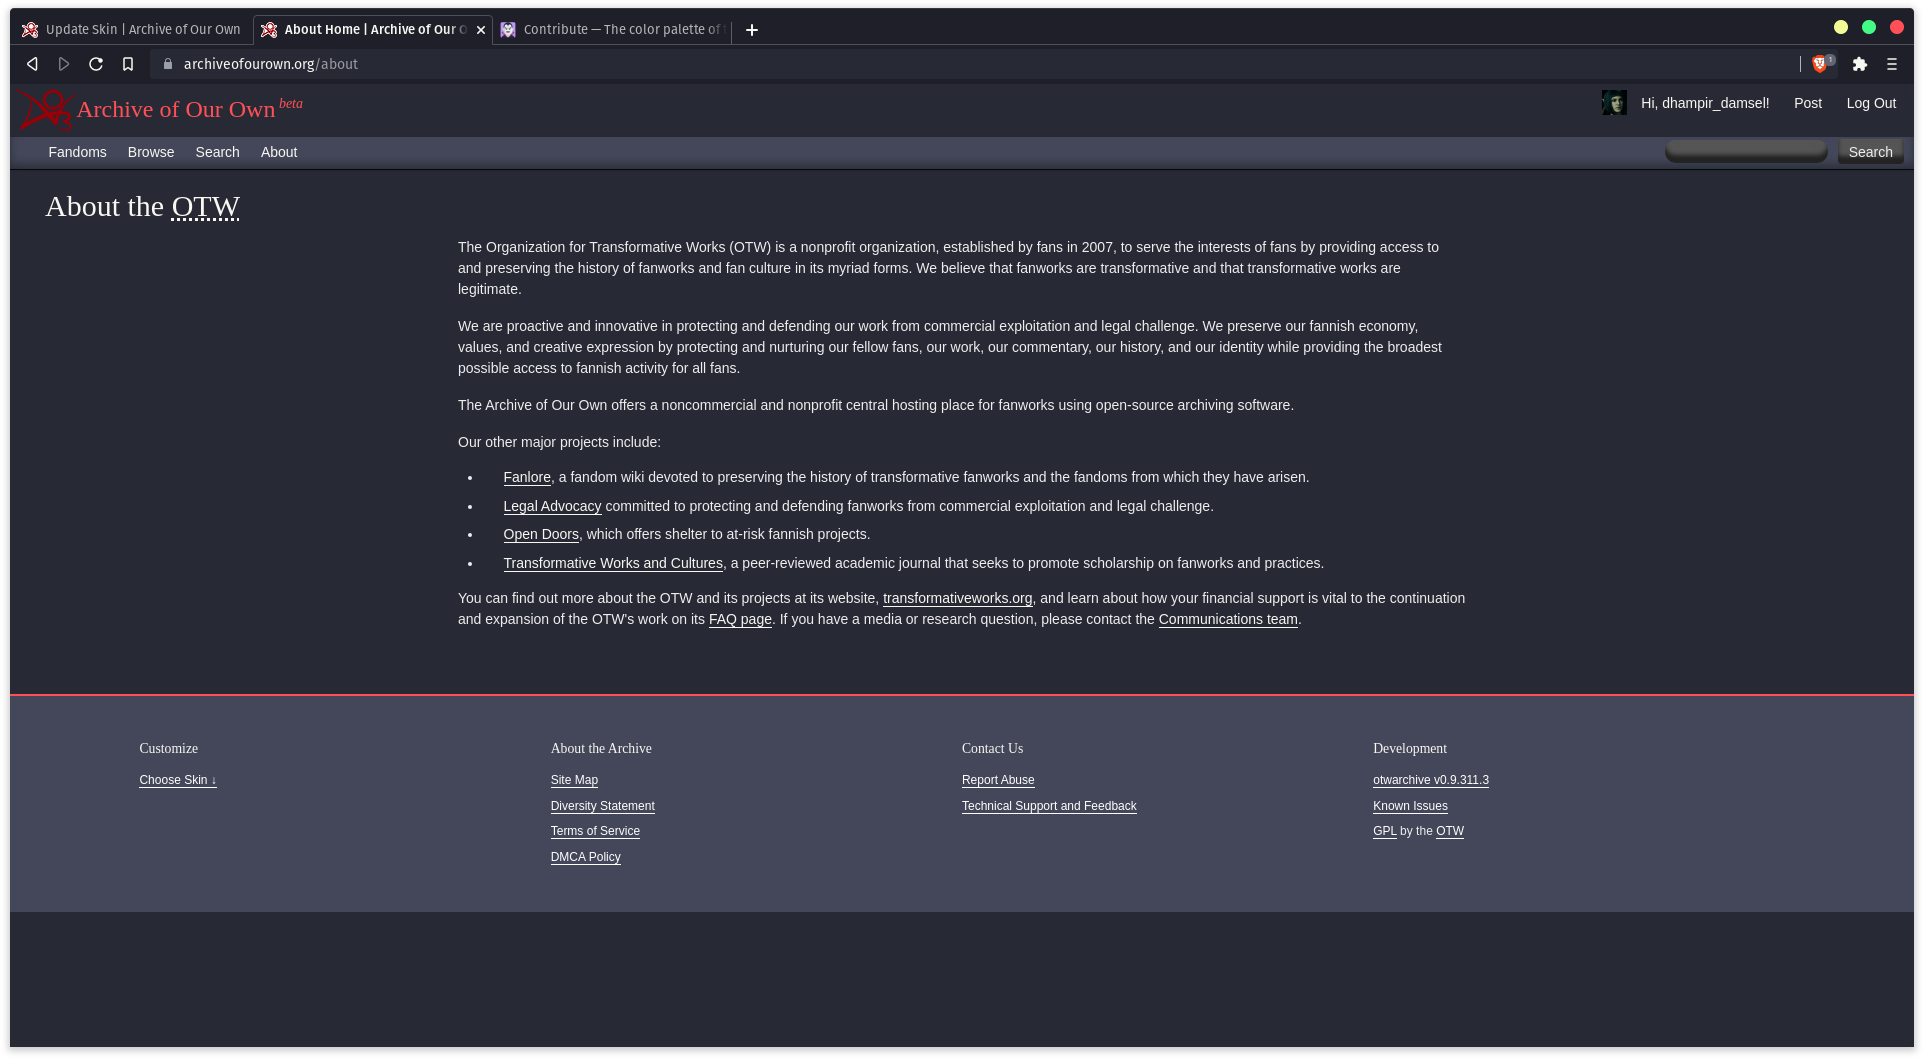 Update Skin | Archive of Our Own
About Home | Archive of Our O
Contribute — The color palette of
archiveofourown.org/about
1
Archive of Our Own beta
Hi, dhampir_damsel!
Post
Log Out
Fandoms
Browse
Search
About
Search
About the OTW
The Organization for Transformative Works (OTW) is a nonprofit organization, established by fans in 2007, to serve the interests of fans by providing access to
and preserving the history of fanworks and fan culture in its myriad forms. We believe that fanworks are transformative and that transformative works are
legitimate.
We are proactive and innovative in protecting and defending our work from commercial exploitation and legal challenge. We preserve our fannish economy,
values, and creative expression by protecting and nurturing our fellow fans, our work, our commentary, our history, and our identity while providing the broadest
possible access to fannish activity for all fans.
The Archive of Our Own offers a noncommercial and nonprofit central hosting place for fanworks using open-source archiving software.
Our other major projects include:
• Fanlore, a fandom wiki devoted to preserving the history of transformative fanworks and the fandoms from which they have arisen.
• Legal Advocacy committed to protecting and defending fanworks from commercial exploitation and legal challenge.
• Open Doors, which offers shelter to at-risk fannish projects.
• Transformative Works and Cultures, a peer-reviewed academic journal that seeks to promote scholarship on fanworks and practices.
You can find out more about the OTW and its projects at its website, transformativeworks.org, and learn about how your financial support is vital to the continuation
and expansion of the OTW's work on its FAQ page. If you have a media or research question, please contact the Communications team.
Customize
Choose Skin ↓
About the Archive
Site Map
Diversity Statement
Terms of Service
DMCA Policy
Contact Us
Report Abuse
Technical Support and Feedback
Development
otwarchive v0.9.311.3
Known Issues
GPL by the OTW